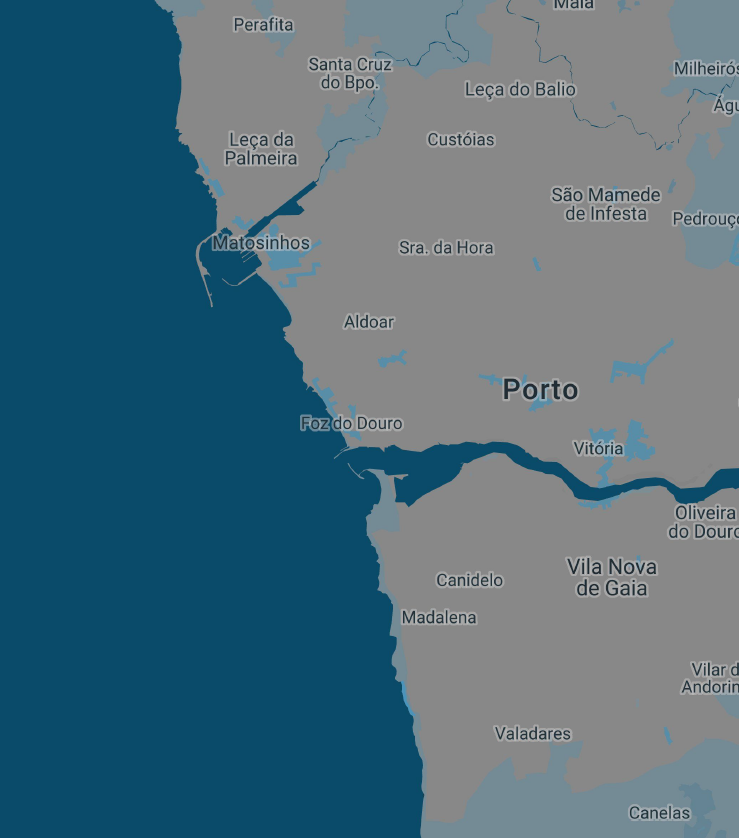 Maia
Perafita
Santa Cruz
do Bpo.
Milheirós
Leça do Balio
Águ
Custóias
Leça da
Palmeira
São Mamede
de Infesta
Pedrouço
Matosinhos
Sra. da Hora
Aldoar
Porto
Foz do Douro
Vitória
Oliveira
do Douro
Vila Nova
de Gaia
Canidelo
Madalena
Vilar d
Andorin
Valadares
Canelas